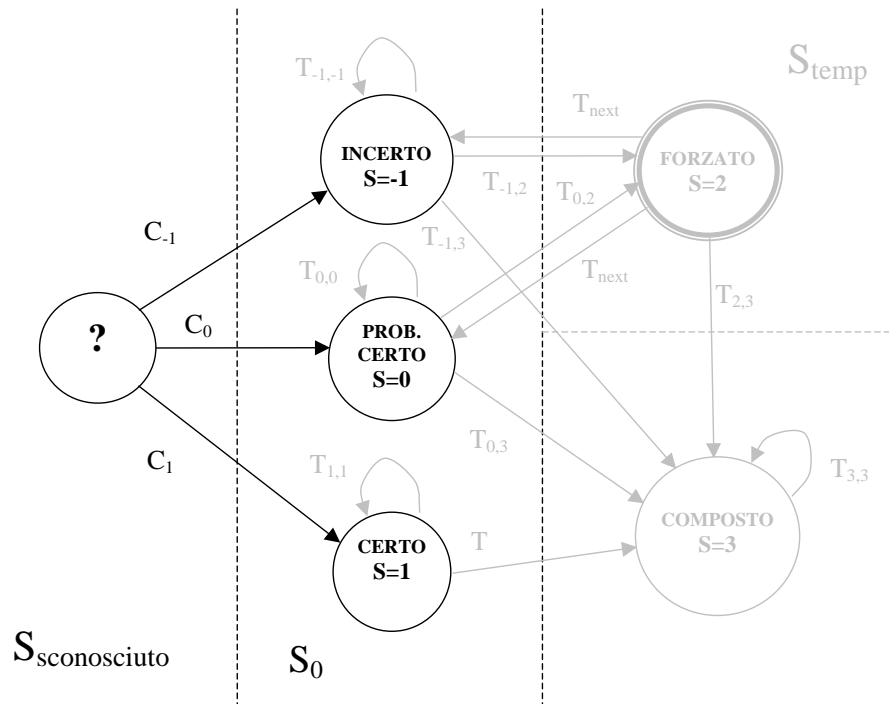 S_temp
T_-1,-1
T_next
INCERTO
S=-1
FORZATO
S=2
T_-1,2
T_0,2
C_-1
T_-1,3
T_0,0
T_next
T_2,3
?
C_0
PROB.
CERTO
S=0
T_0,3
C_1
T_1,1
T_3,3
CERTO
S=1
T
COMPOSTO
S=3
S_sconosciuto
S_0